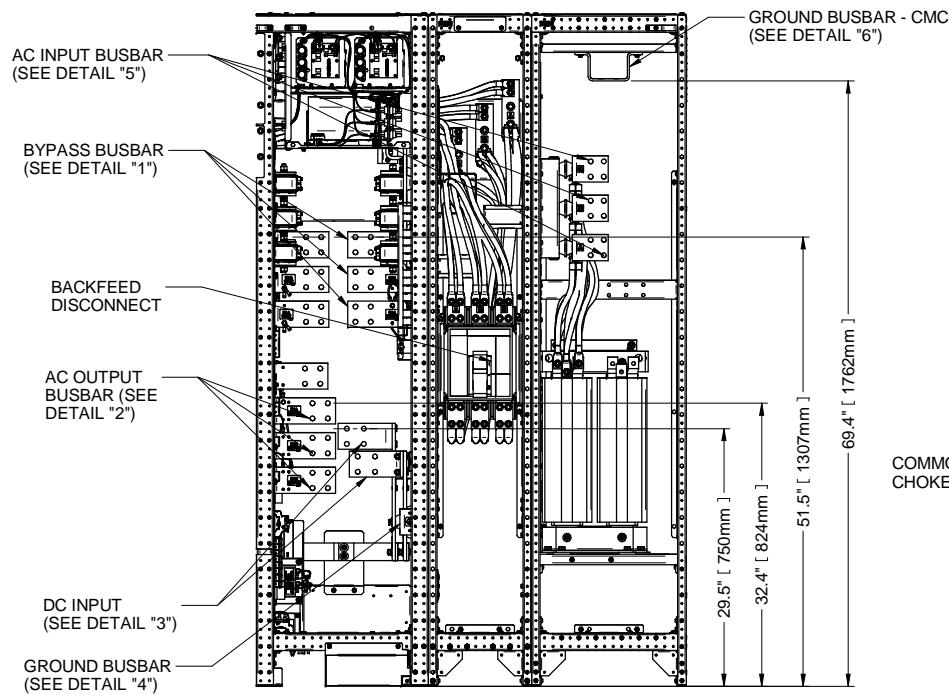 GROUND BUSBAR - CMC
(SEE DETAIL "6")
AC INPUT BUSBAR
(SEE DETAIL "5")
BYPASS BUSBAR
(SEE DETAIL "1")
BACKFEED
DISCONNECT
AC OUTPUT
BUSBAR (SEE
DETAIL "2")
DC INPUT
(SEE DETAIL "3")
GROUND BUSBAR
(SEE DETAIL "4")
29.5" [ 750mm ]
32.4" [ 824mm ]
51.5" [ 1307mm ]
69.4" [ 1762mm ]
CHOKE